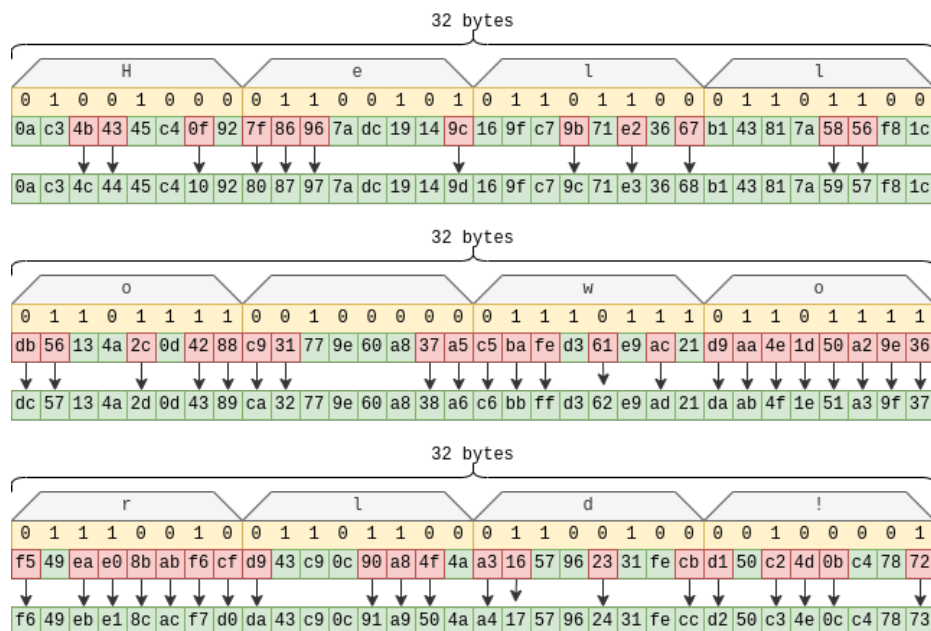 32 bytes
H e l l
0 1 0 0 1 0 0 0 0 1 1 0 0 1 0 1 0 1 1 0 1 1 0 0 0 1 1 0 1 1 0 0
0a c3 4b 43 45 c4 0f 92 7f 86 96 7a dc 19 14 9c 16 9f c7 9b 71 e2 36 67 b1 43 81 7a 58 56 f8 1c
0a c3 4c 44 45 c4 10 92 80 87 97 7a dc 19 14 9d 16 9f c7 9c 71 e3 36 68 b1 43 81 7a 59 57 f8 1c
32 bytes
o w o
0 1 1 0 1 1 1 1 0 0 1 0 0 0 0 0 0 1 1 1 0 1 1 1 0 1 1 0 1 1 1 1
db 56 13 4a 2c 0d 42 88 c9 31 77 9e 60 a8 37 a5 c5 ba fe d3 61 e9 ac 21 d9 aa 4e 1d 50 a2 9e 36
dc 57 13 4a 2d 0d 43 89 ca 32 77 9e 60 a8 38 a6 c6 bb ff d3 62 e9 ad 21 da ab 4f 1e 51 a3 9f 37
32 bytes
r l d !
0 1 1 1 0 0 1 0 0 1 1 0 1 1 0 0 0 1 1 0 0 1 0 0 0 0 1 0 0 0 0 1
f5 49 ea e0 8b ab f6 cf d9 43 c9 0c 90 a8 4f 4a a3 16 57 96 23 31 fe cb d1 50 c2 4d 0b c4 78 72
f6 49 eb e1 8c ac f7 d0 da 43 c9 0c 91 a9 50 4a a4 17 57 96 24 31 fe cc d2 50 c3 4e 0c c4 78 73